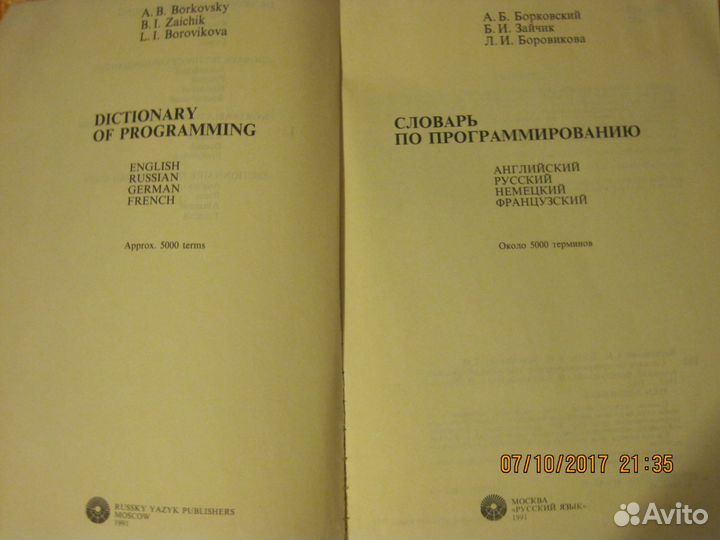 A. B. Borkovsky
B. I. Zaichik
L. I. Borovikova
DICTIONARY
OF PROGRAMMING
ENGLISH
RUSSIAN
GERMAN
FRENCH
Approx. 5000 terms
RUSSKY YAZYK PUBLISHERS
MOSCOW
1991
А. Б. Борковский
Б. И. Зайчик
Л. И. Боровикова
СЛОВАРЬ
ПО ПРОГРАММИРОВАНИЮ
АНГЛИЙСКИЙ
РУССКИЙ
НЕМЕЦКИЙ
ФРАНЦУЗСКИЙ
Около 5000 терминов
МОСКВА
«РУССКИЙ ЯЗЫК»
1991
07/10/2017 21:35
Avito